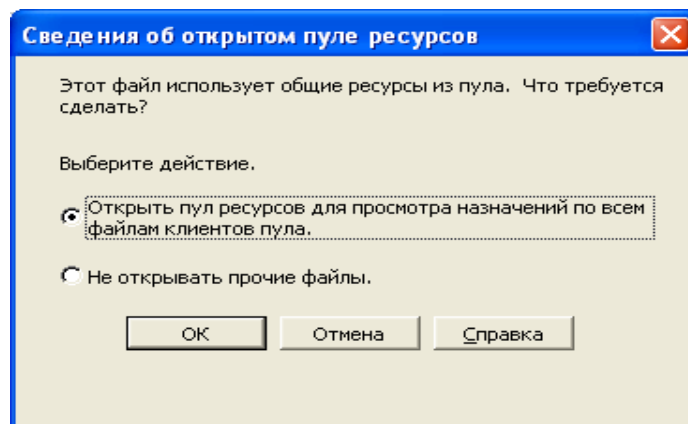 Сведения об открытом пуле ресурсов
Этот файл использует общие ресурсы из пула. Что требуется
сделать?
Выберите действие.
Открыть пул ресурсов для просмотра назначений по всем
файлам клиентов пула.
Не открывать прочие файлы.
ОК Отмена Справка